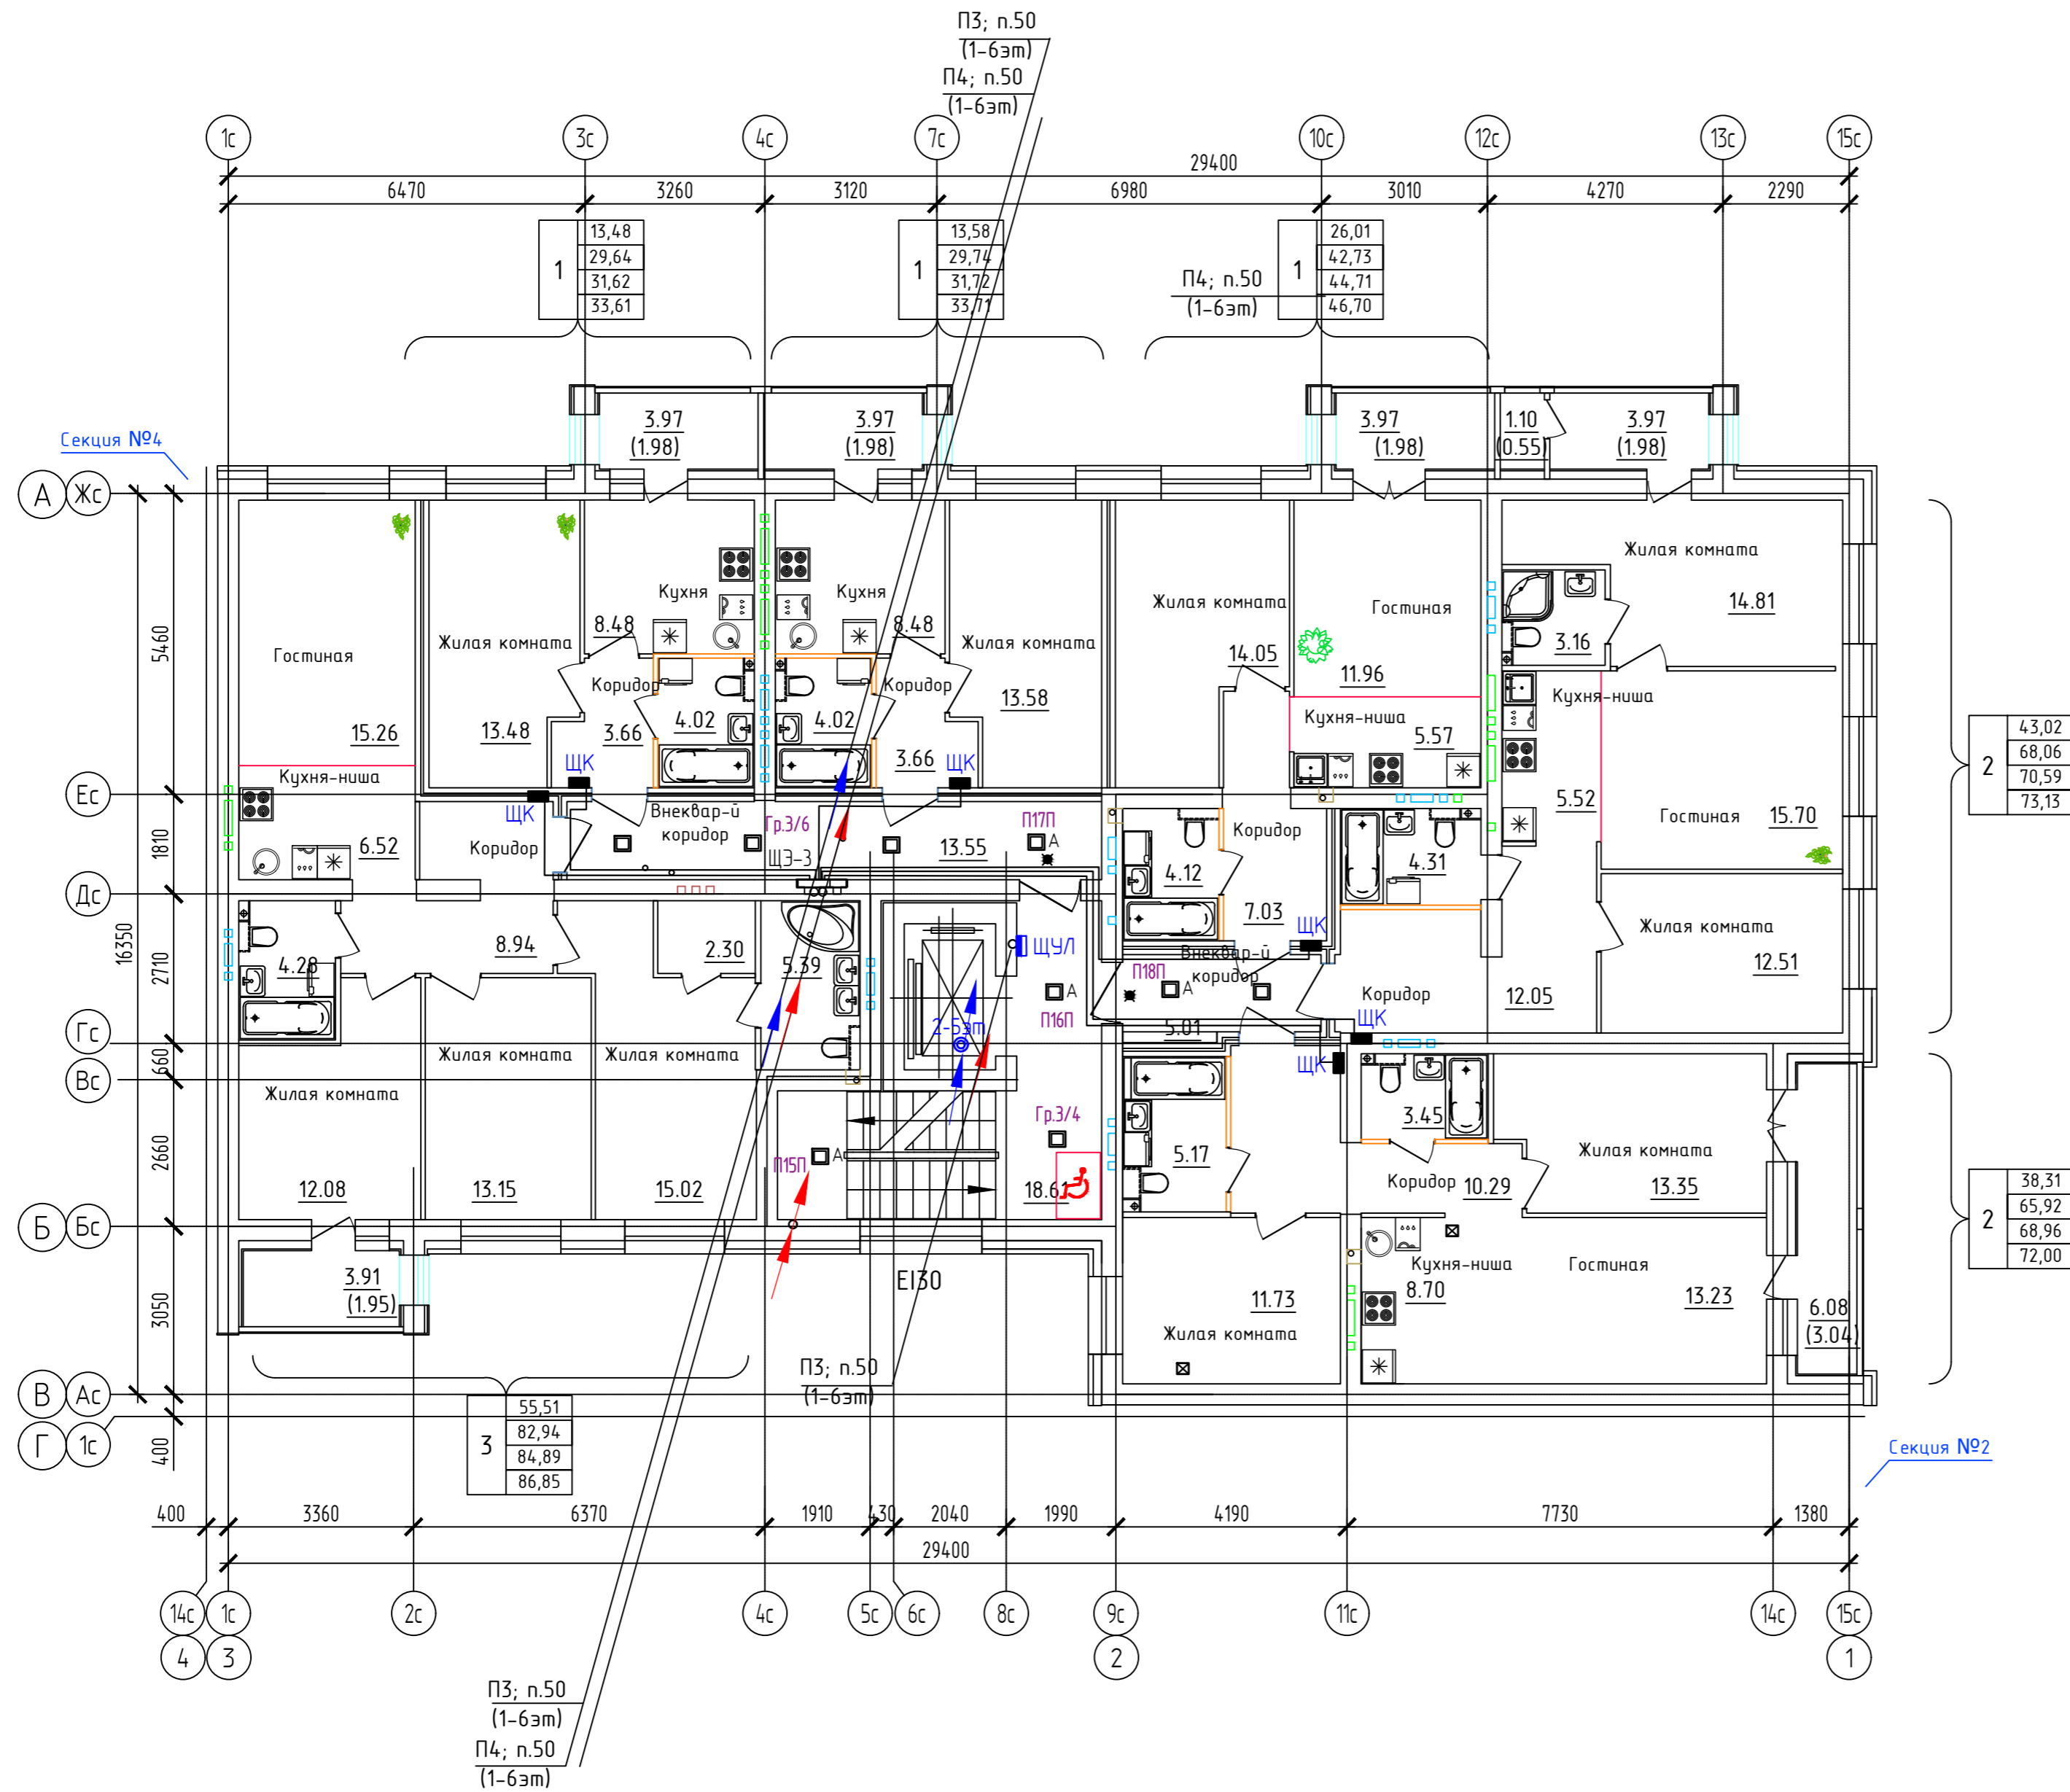 П3; п.50
(1-6эт)
П4; п.50
(1-6эт)
1с
3с
4с
7с
10с
12с
13с
15с
29400
6470
3260
3120
6980
3010
4270
2290
1
13,48
29,64
31,62
33,61
1
13,58
29,74
31,72
33,71
П4; п.50
(1-6эт)
1
26,01
42,73
44,71
46,70
Секция №4
3.97
(1.98)
3.97
(1.98)
3.97
(1.98)
1.10
(0.55)
3.97
(1.98)
А
Жс
Жилая комната
14.81
Кухня
Кухня
Жилая комната
Гостиная
8.48
8.48
3.16
5460
Гостиная
Жилая комната
Жилая комната
14.05
11.96
Коридор
Коридор
13.58
Кухня-ниша
15.26
13.48
3.66
4.02
4.02
Кухня-ниша
5.57
2
43,02
68,06
70,59
73,13
3.66
ЩК
ЩК
Кухня-ниша
Ес
ЩК
Внеквар-й
коридор
Гр.3/6
П17П
А
Коридор
5.52
Гостиная
15.70
1810
6.52
Коридор
ЩЭ-3
13.55
4.12
4.31
Дс
16350
2710
4.28
8.94
2.30
5.39
ЩУЛ
7.03
ЩК
Жилая комната
12.51
Внеквар-й
коридор
П18П
А
А
П16П
Коридор
12.05
Гс
2-5эт
5.01
ЩК
660
Жилая комната
Жилая комната
ЩК
Вс
Жилая комната
Гр.3/4
3.45
2660
П15П
А
5.17
Жилая комната
12.08
13.15
15.02
18.61
Коридор
10.29
13.35
2
38,31
65,92
68,96
72,00
Б
Бс
3.91
(1.95)
EI30
Кухня-ниша
8.70
Гостиная
3050
11.73
13.23
6.08
(3.04)
Жилая комната
П3; п.50
(1-6эт)
В
Ас
3
55,51
82,94
84,89
86,85
Г
1с
400
Секция №2
400
3360
6370
1910
430
2040
1990
4190
7730
1380
29400
14с
1с
2с
4с
5с
6с
8с
9с
11с
14с
15с
4
3
2
1
П3; п.50
(1-6эт)
П4; п.50
(1-6эт)